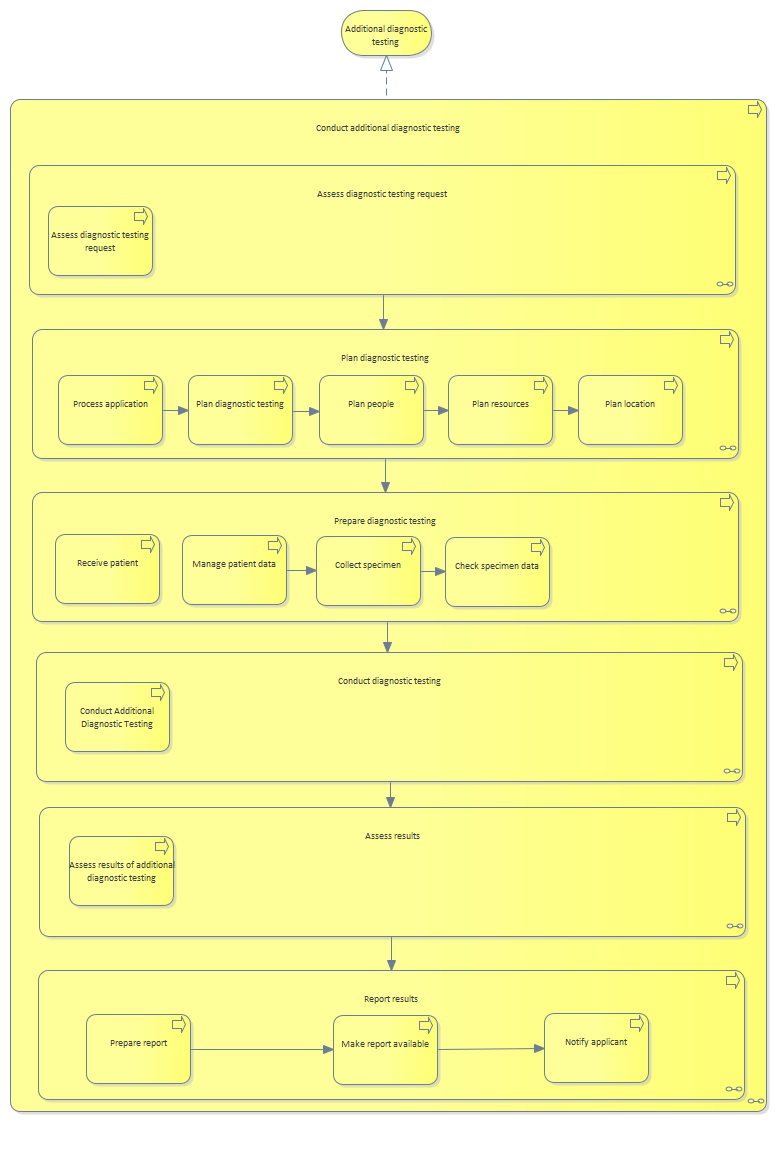 Additional diagnostic
testing
Conduct additional diagnostic testing
Assess diagnostic testing request
Assess diagnostic testing
request
Plan diagnostic testing
Process application
Plan diagnostic testing
Plan people
Plan resources
Plan location
Prepare diagnostic testing
Receive patient
Manage patient data
Collect specimen
Check specimen data
Conduct diagnostic testing
Conduct Additional
Diagnostic Testing
Assess results
Assess results of additional
diagnostic testing
Report results
Prepare report
Make report available
Notify applicant